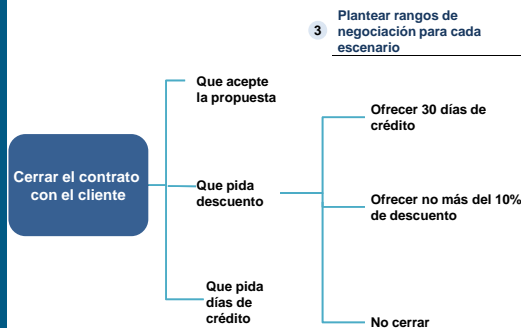 3
Plantear rangos de
negociación para cada
escenario
Que acepte
la propuesta
Ofrecer 30 días de
crédito
Cerrar el contrato
con el cliente
Que pida
descuento
Ofrecer no más del 10%
de descuento
Que pida
días de
crédito
No cerrar